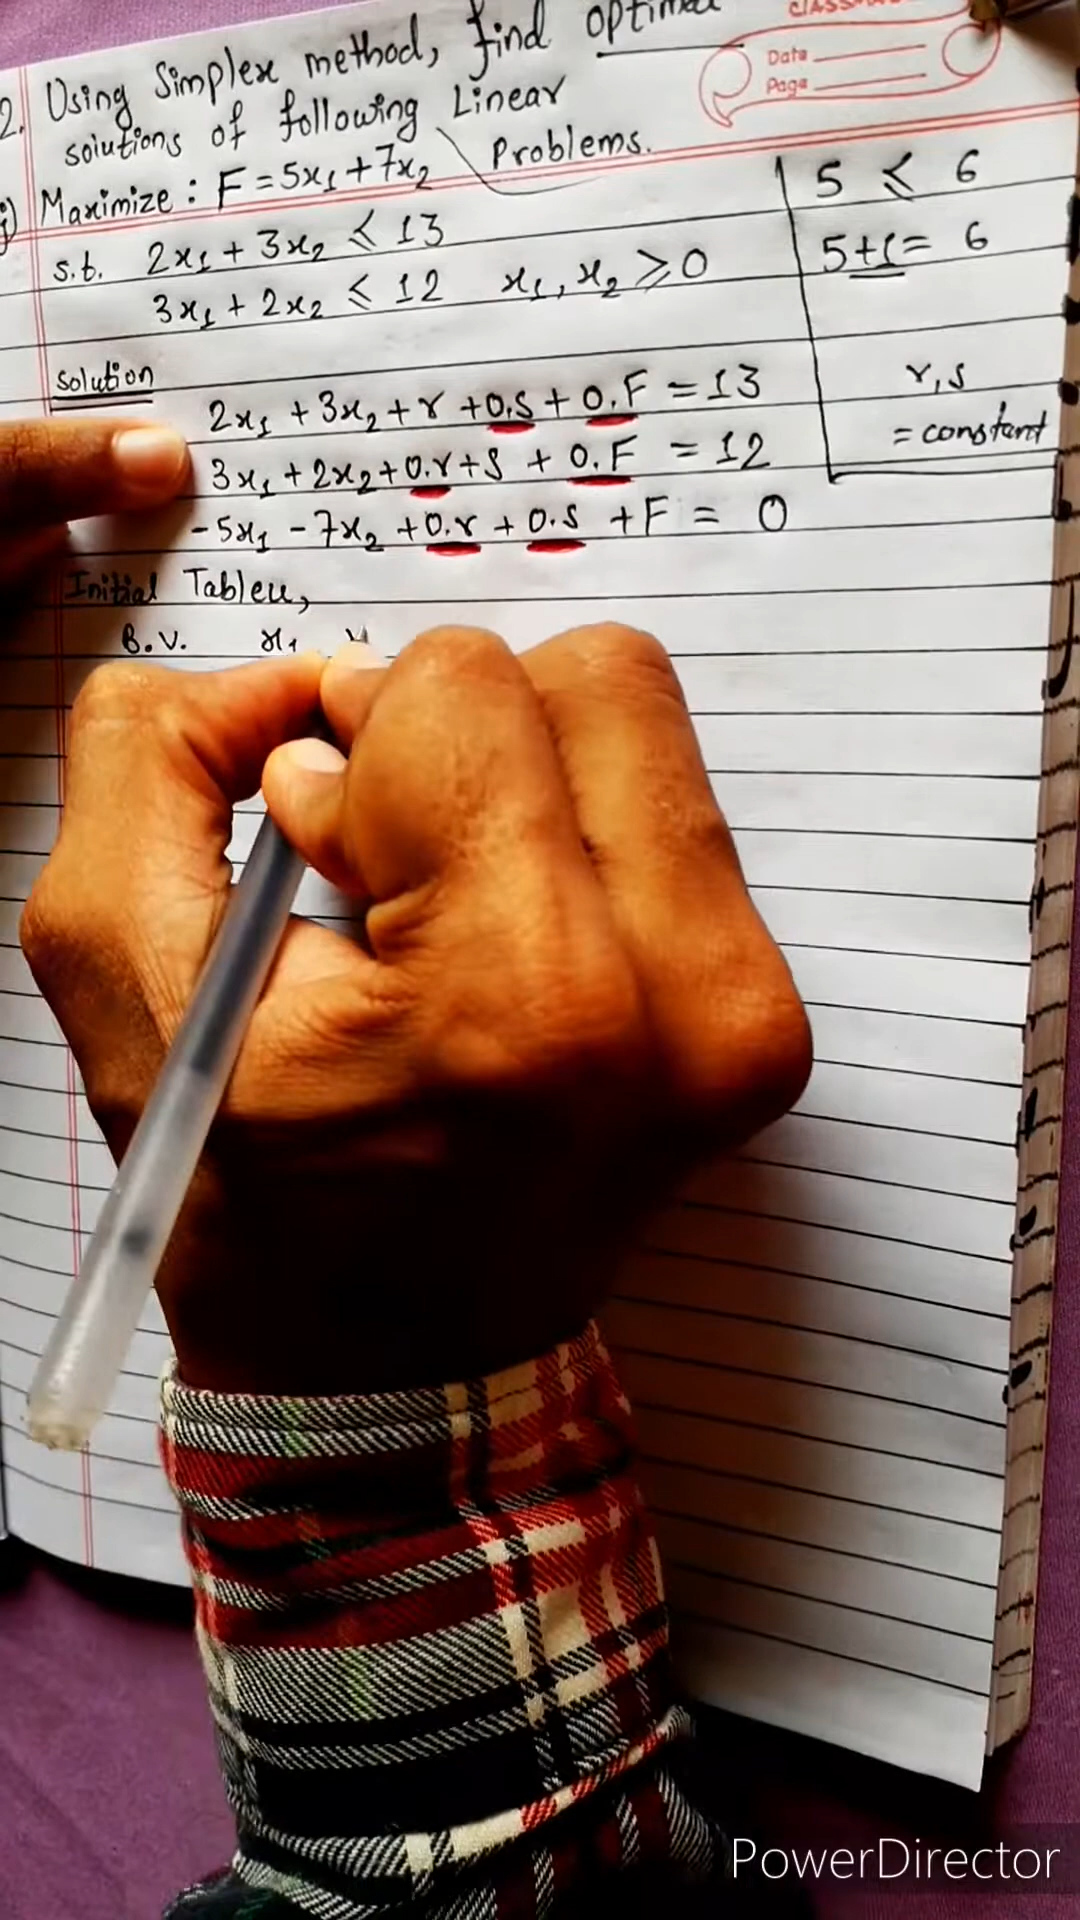 2. Using Simplex method, find optimal
solutions of following Linear
Problems.
i) Maximize : F = 5x₁ + 7x₂
s.t. 2x₁ + 3x₂ ≤ 13
3x₁ + 2x₂ ≤ 12 x₁, x₂ ≥ 0
5 ≤ 6
5+1= 6
r,s
= constant
Solution
2x₁ + 3x₂ + r + 0.s + 0.F = 13
3x₁ + 2x₂ + 0.r + s + 0.F = 12
-5x₁ - 7x₂ + 0.r + 0.s + F = 0
Initial Tableu,
B.V. x₁
Date
Page
PowerDirector